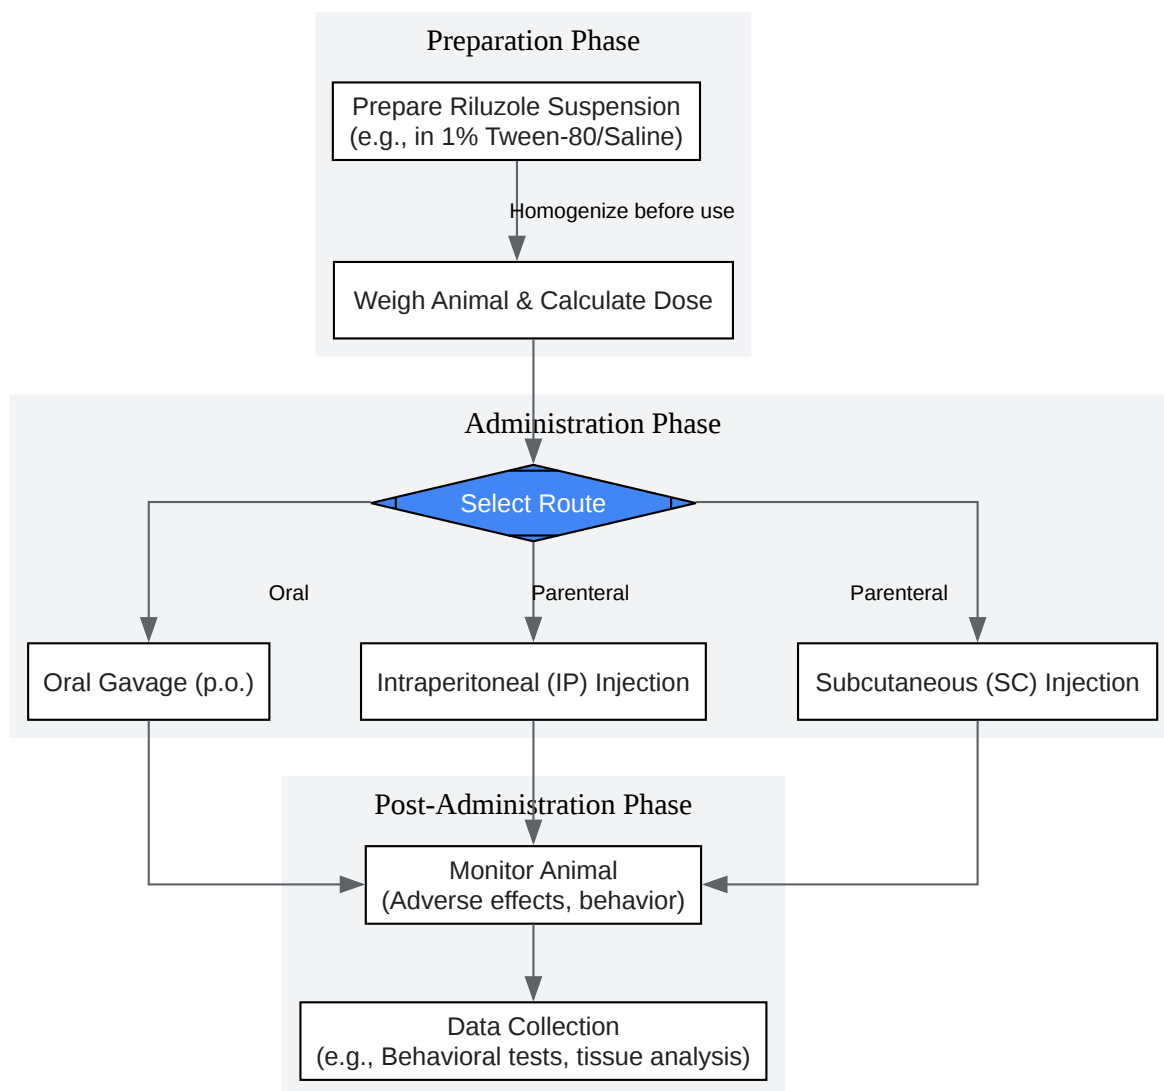 Preparation Phase
Prepare Riluzole Suspension
(e.g., in 1% Tween-80/Saline)
Homogenize before use
Weigh Animal & Calculate Dose
Administration Phase
Select Route
Oral
Parenteral
Parenteral
Oral Gavage (p.o.)
Intraperitoneal (IP) Injection
Subcutaneous (SC) Injection
Post-Administration Phase
Monitor Animal
(Adverse effects, behavior)
Data Collection
(e.g., Behavioral tests, tissue analysis)